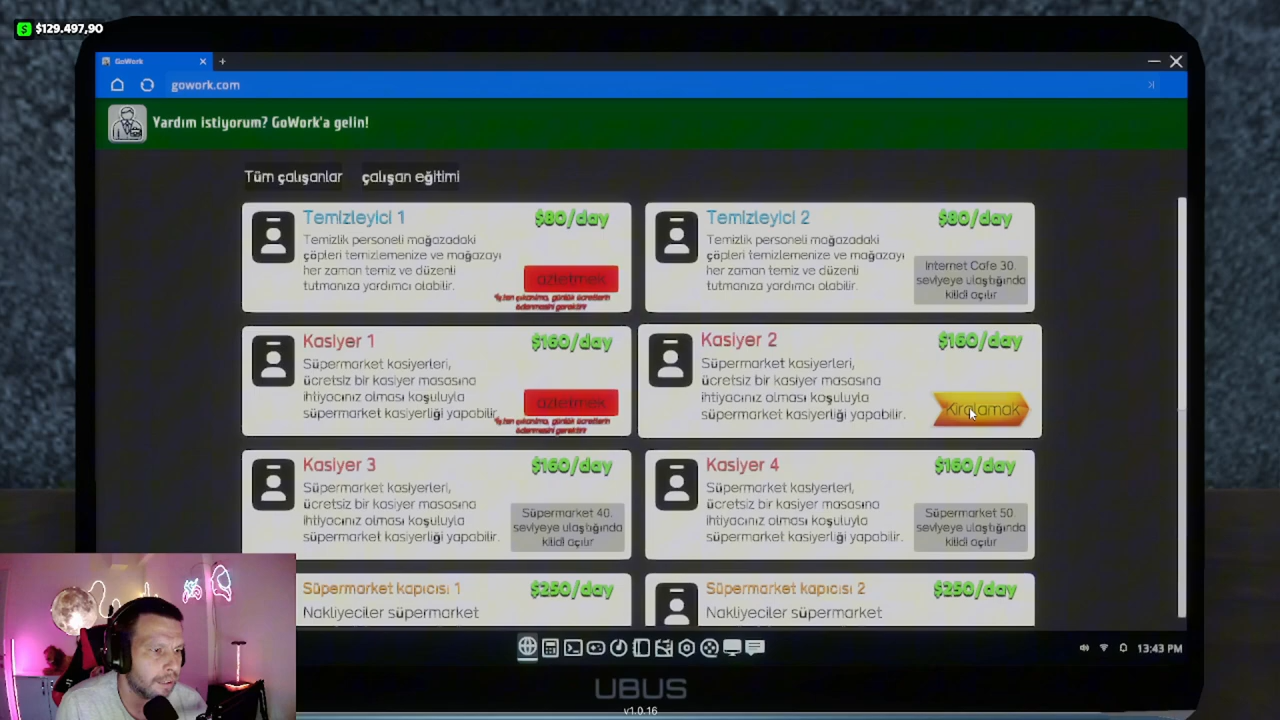 $129.497,90
GoWork
gowork.com
Yardım istiyorum? GoWork'a gelin!
Tüm çalışanlar
çalışan eğitimi
Temizleyici 1
$80/day
Temizlik personeli mağazadaki
çöpleri temizlemenize ve mağazayı
her zaman temiz ve düzenli
tutmanıza yardımcı olabilir.
azletmek
Temizleyici 2
$80/day
Temizlik personeli mağazadaki
çöpleri temizlemenize ve mağazayı
her zaman temiz ve düzenli
tutmanıza yardımcı olabilir.
Internet Cafe 30.
seviyeye ulaştığında
kilidi açılır
Kasiyer 1
$160/day
Süpermarket kasiyerleri,
ücretsiz bir kasiyer masasına
ihtiyacınız olması koşuluyla
süpermarket kasiyerliği yapabilir.
azletmek
Kasiyer 2
$160/day
Süpermarket kasiyerleri,
ücretsiz bir kasiyer masasına
ihtiyacınız olması koşuluyla
süpermarket kasiyerliği yapabilir.
Kiralamak
Kasiyer 3
$160/day
Süpermarket kasiyerleri,
ücretsiz bir kasiyer masasına
ihtiyacınız olması koşuluyla
süpermarket kasiyerliği yapabilir.
Süpermarket 40.
seviyeye ulaştığında
kilidi açılır
Kasiyer 4
$160/day
Süpermarket kasiyerleri,
ücretsiz bir kasiyer masasına
ihtiyacınız olması koşuluyla
süpermarket kasiyerliği yapabilir.
Süpermarket 50.
seviyeye ulaştığında
kilidi açılır
Süpermarket kapıcısı 1
$250/day
Nakliyeciler süpermarket
Süpermarket kapıcısı 2
$250/day
Nakliyeciler süpermarket
13:43 PM
UBUS
v1.0.16